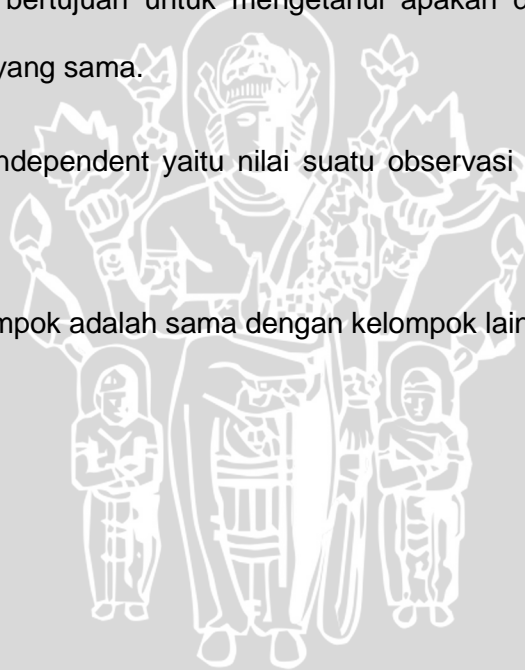 bertujuan untuk mengetahui apakan d
yang sama.
ndependent yaitu nilai suatu observasi
mpok adalah sama dengan kelompok lain